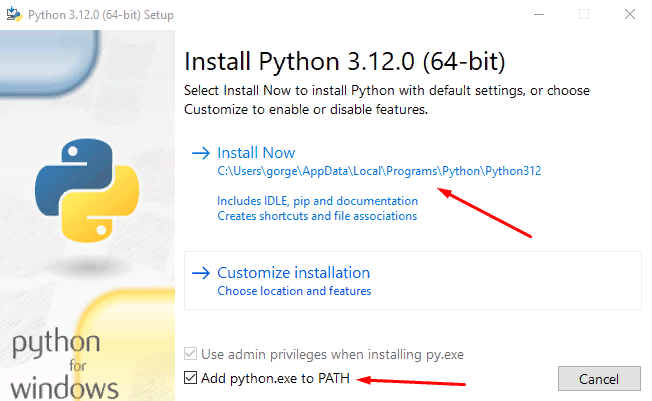 Python 3.12.0 (64-bit) Setup
Install Python 3.12.0 (64-bit)
Select Install Now to install Python with default settings, or choose
Customize to enable or disable features.
Install Now
C:\Users\gorge\AppData\Local\Programs\Python\Python312
Includes IDLE, pip and documentation
Creates shortcuts and file associations
Customize installation
Choose location and features
python
for
windows
Use admin privileges when installing py.exe
Add python.exe to PATH
Cancel